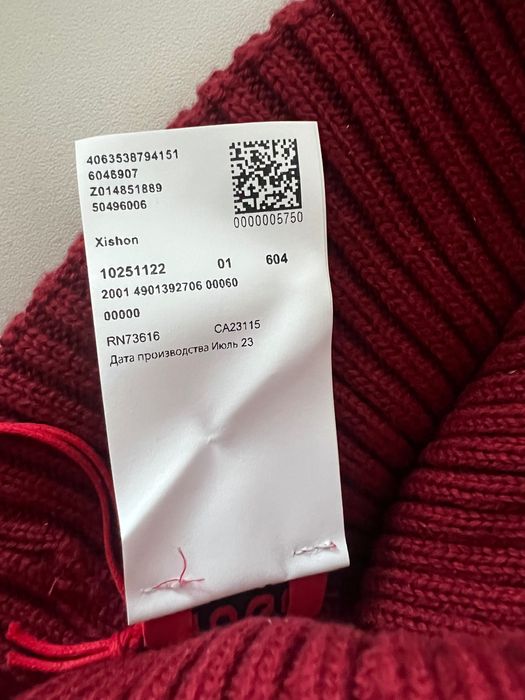 4063538794151
6046907
Z014851889
50496006
0000005750
Xishon
10251122 01 604
2001 4901392706 00060
00000
RN73616 CA23115
Дата производства Июль 23